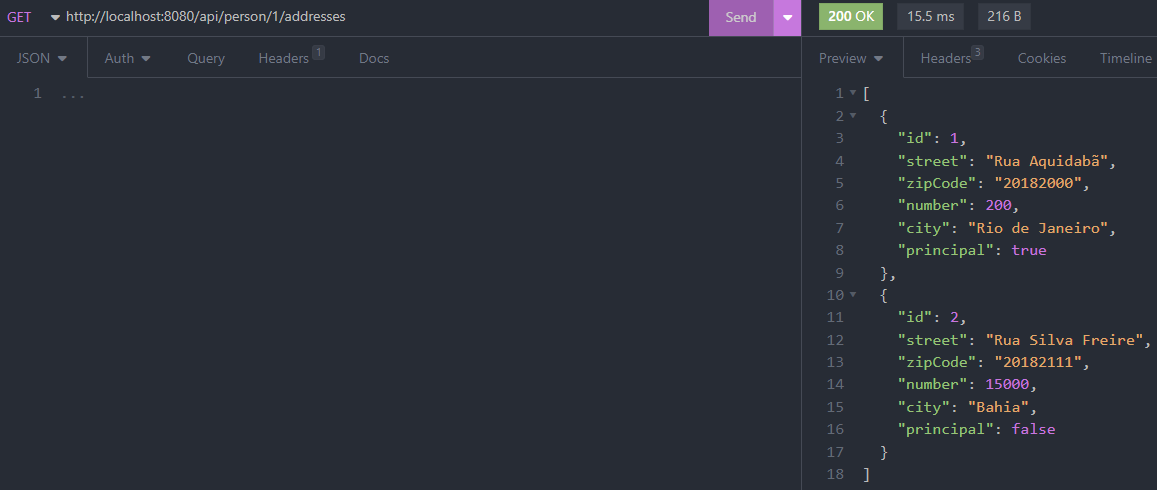 GET http://localhost:8080/api/person/1/addresses Send 200 OK 15.5 ms 216 B
JSON Auth Query Headers 1 Docs Preview Headers 3 Cookies Timeline
1 ...
1 [
2 {
3 "id": 1,
4 "street": "Rua Aquidabã",
5 "zipCode": "20182000",
6 "number": 200,
7 "city": "Rio de Janeiro",
8 "principal": true
9 },
10 {
11 "id": 2,
12 "street": "Rua Silva Freire",
13 "zipCode": "20182111",
14 "number": 15000,
15 "city": "Bahia",
16 "principal": false
17 }
18 ]